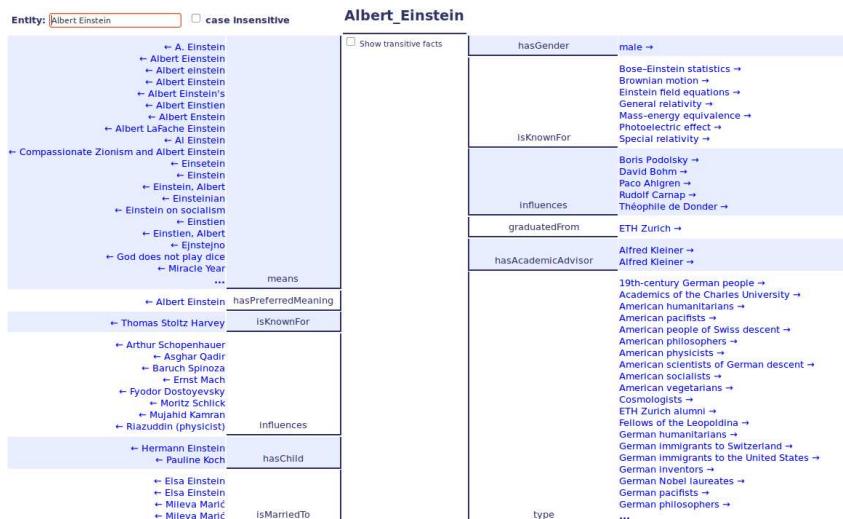 Entity: Albert Einstein
case insensitive
Albert_Einstein
← A. Einstein
← Albert Eienstein
← Albert einstein
← Albert Einstein
← Albert Einstein's
← Albert Einstien
← Albert Enstein
← Albert LaFache Einstein
← Al Einstein
← Compassionate Zionism and Albert Einstein
← Einsetein
← Einstein
← Einstein, Albert
← Einsteinian
← Einstein on socialism
← Einstien
← Einstien, Albert
← Ejnstejno
← God does not play dice
← Miracle Year
...
means
← Albert Einstein hasPreferredMeaning
← Thomas Stoltz Harvey isKnownFor
← Arthur Schopenhauer
← Asghar Qadir
← Baruch Spinoza
← Ernst Mach
← Fyodor Dostoyevsky
← Moritz Schlick
← Mujahid Kamran
← Riazuddin (physicist) influences
← Hermann Einstein
← Pauline Koch hasChild
← Elsa Einstein
← Elsa Einstein
← Mileva Marić
← Mileva Marić isMarriedTo
Show transitive facts
hasGender male →
Bose–Einstein statistics →
Brownian motion →
Einstein field equations →
General relativity →
Mass–energy equivalence →
Photoelectric effect →
isKnownFor Special relativity →
Boris Podolsky →
David Bohm →
Paco Ahlgren →
Rudolf Carnap →
influences Théophile de Donder →
graduatedFrom ETH Zurich →
Alfred Kleiner →
hasAcademicAdvisor Alfred Kleiner →
19th-century German people →
Academics of the Charles University →
American humanitarians →
American pacifists →
American people of Swiss descent →
American philosophers →
American physicists →
American scientists of German descent →
American socialists →
American vegetarians →
Cosmologists →
ETH Zurich alumni →
Fellows of the Leopoldina →
German humanitarians →
German immigrants to Switzerland →
German immigrants to the United States →
German inventors →
German Nobel laureates →
German pacifists →
German philosophers →
type ...